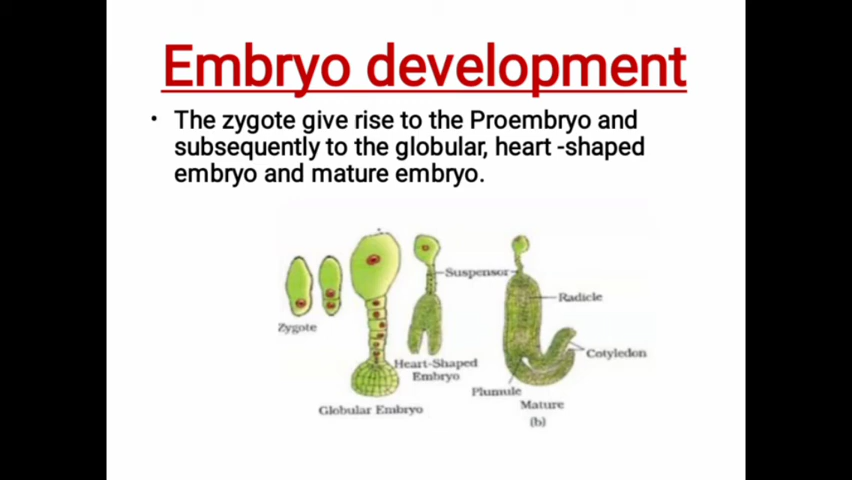 Embryo development
• The zygote give rise to the Proembryo and
subsequently to the globular, heart -shaped
embryo and mature embryo.
Suspensor
Radicle
Zygote
Cotyledon
Heart-Shaped
Embryo
Plumule
Globular Embryo
Mature
(b)